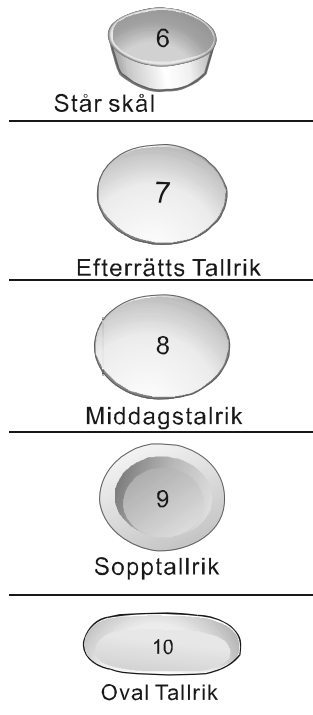 6
Står skål
7
Efterrätts Tallrik
8
Middagstalrik
9
Sopptallrik
10
Oval Tallrik